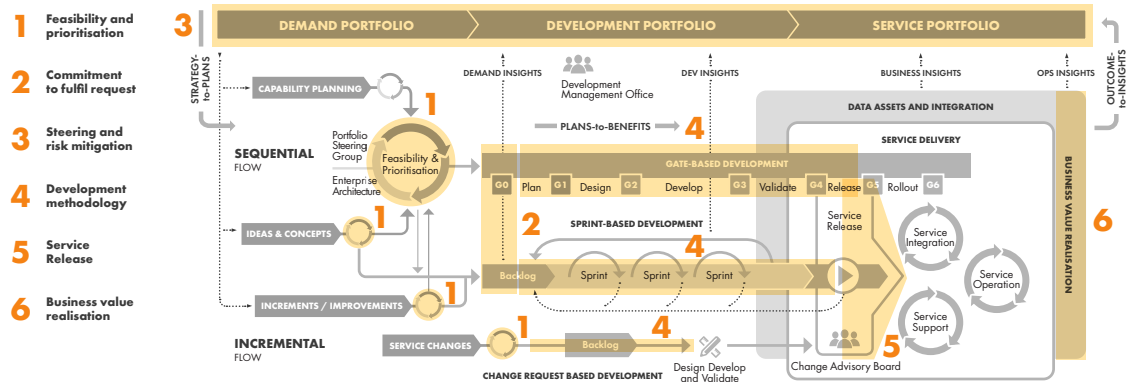 1 Feasibility and
prioritisation
2 Commitment
to fulfil request
3 Steering and
risk mitigation
4 Development
methodology
5 Service
Release
6 Business value
realisation
3
DEMAND PORTFOLIO
DEVELOPMENT PORTFOLIO
SERVICE PORTFOLIO
STRATEGY-
to-PLANS
DEMAND INSIGHTS
Development
Management Office
DEV INSIGHTS
BUSINESS INSIGHTS
OPS INSIGHTS
OUTCOME-
to-INSIGHTS
CAPABILITY PLANNING
1
PLANS-to-BENEFITS
4
DATA ASSETS AND INTEGRATION
SERVICE DELIVERY
SEQUENTIAL
FLOW
Portfolio
Steering
Group
Feasibility &
Prioritisation
Enterprise
Architecture
GATE-BASED DEVELOPMENT
G0 Plan G1 Design G2 Develop G3 Validate G4 Release G5 Rollout G6
BUSINESS VALUE REALISATION
6
IDEAS & CONCEPTS
1
2
SPRINT-BASED DEVELOPMENT
4
Service
Release
Service
Integration
Backlog
Sprint
Sprint
Sprint
Service
Operation
INCREMENTS / IMPROVEMENTS
1
Service
Support
INCREMENTAL
FLOW
SERVICE CHANGES
1
Backlog
4
5
CHANGE REQUEST BASED DEVELOPMENT
Design Develop
and Validate
Change Advisory Board